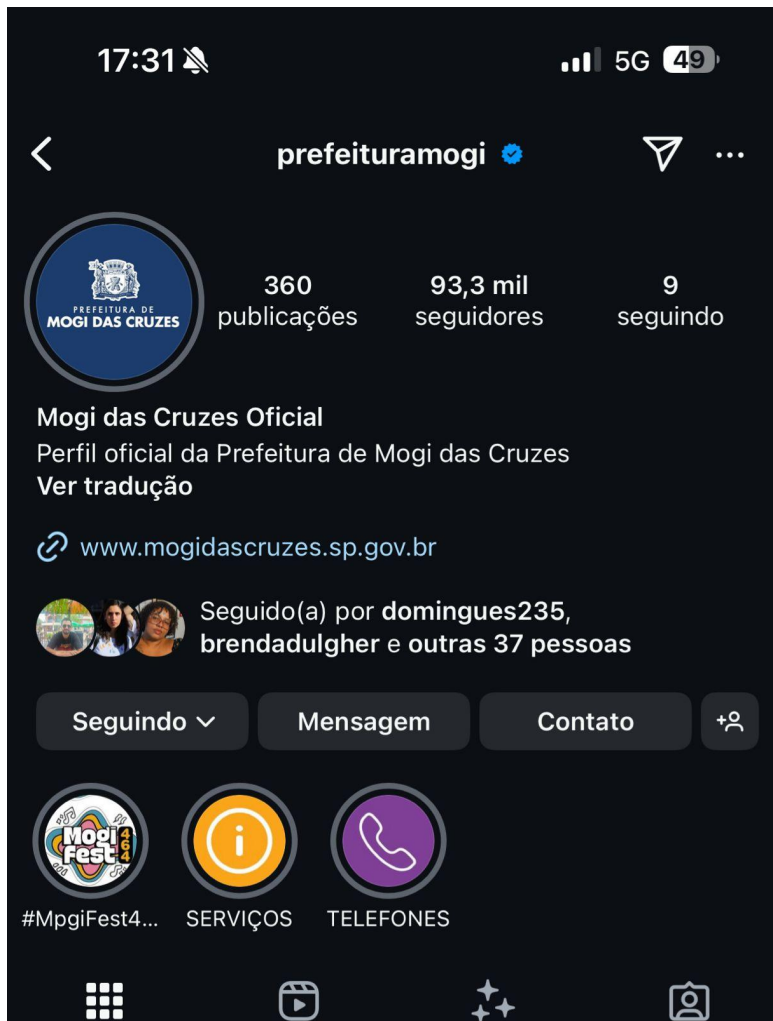 17:31
5G 49
prefeituramogi
PREFEITURA DE
MOGI DAS CRUZES
360
publicações
93,3 mil
seguidores
9
seguindo
Mogi das Cruzes Oficial
Perfil oficial da Prefeitura de Mogi das Cruzes
Ver tradução
www.mogidascruzes.sp.gov.br
Seguido(a) por domingues235,
brendadulgher e outras 37 pessoas
Seguindo
Mensagem
Contato
Mogi
Fest
464
i
#MpgiFest4...
SERVIÇOS
TELEFONES